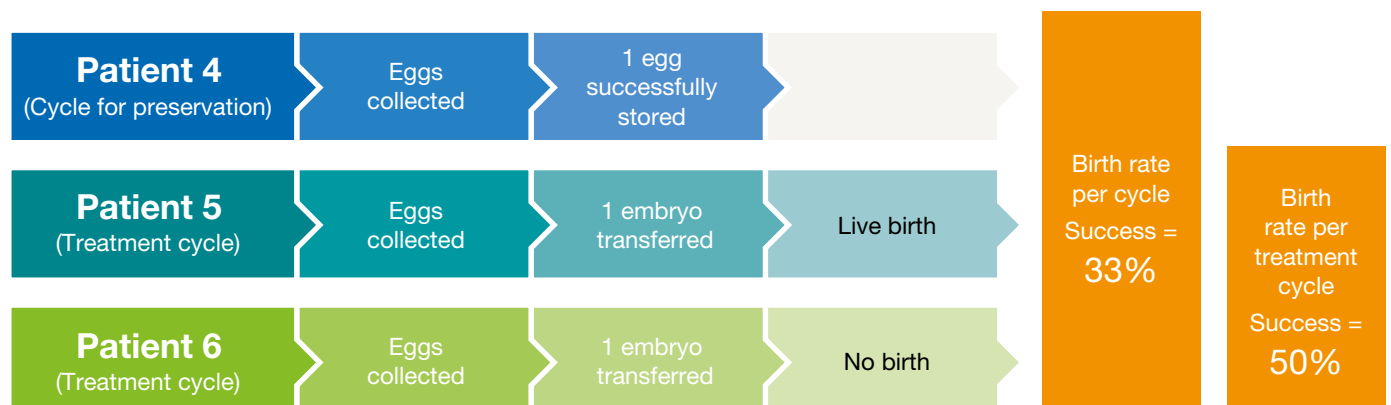 Patient 4
(Cycle for preservation)
Eggs
collected
1 egg
successfully
stored
Patient 5
(Treatment cycle)
Eggs
collected
1 embryo
transferred
Live birth
Patient 6
(Treatment cycle)
Eggs
collected
1 embryo
transferred
No birth
Birth rate
per cycle
Success =
33%
Birth
rate per
treatment
cycle
Success =
50%